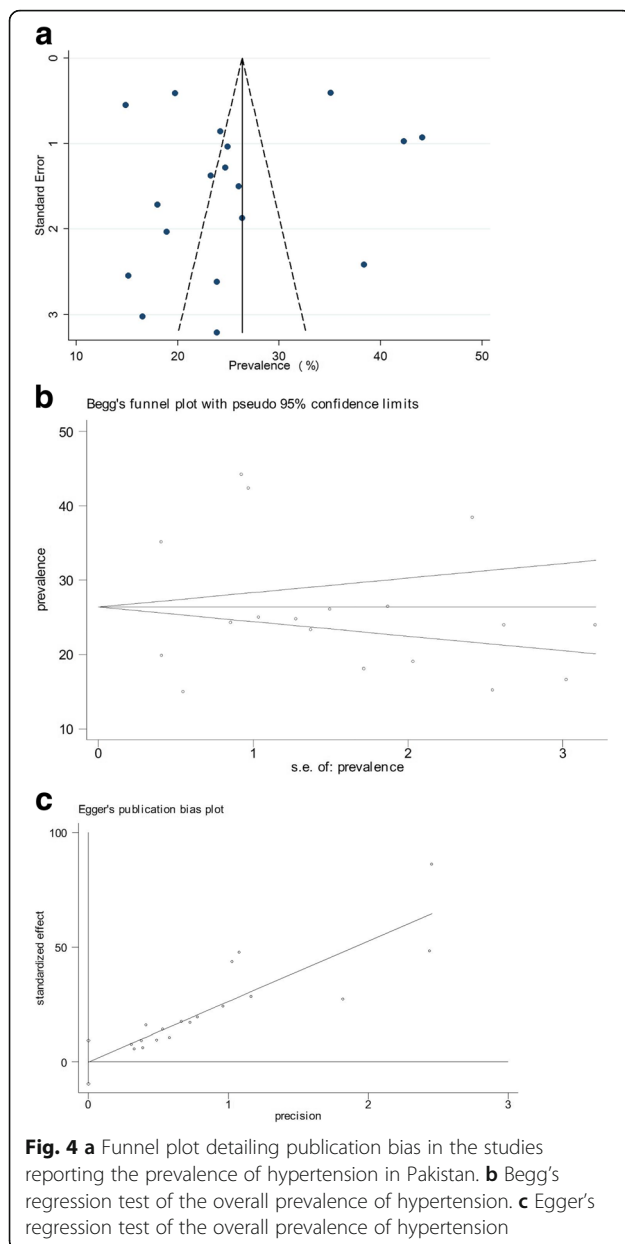 a
0
1
2
3
Standard Error
10 20 30 40 50
Prevalence (%)
b
Begg's funnel plot with pseudo 95% confidence limits
50
40
30
20
10
prevalence
0 1 2 3
s.e. of: prevalence
c
Egger's publication bias plot
100
50
0
standardized effect
0 1 2 3
precision
Fig. 4 a Funnel plot detailing publication bias in the studies
reporting the prevalence of hypertension in Pakistan. b Begg's
regression test of the overall prevalence of hypertension. c Egger's
regression test of the overall prevalence of hypertension